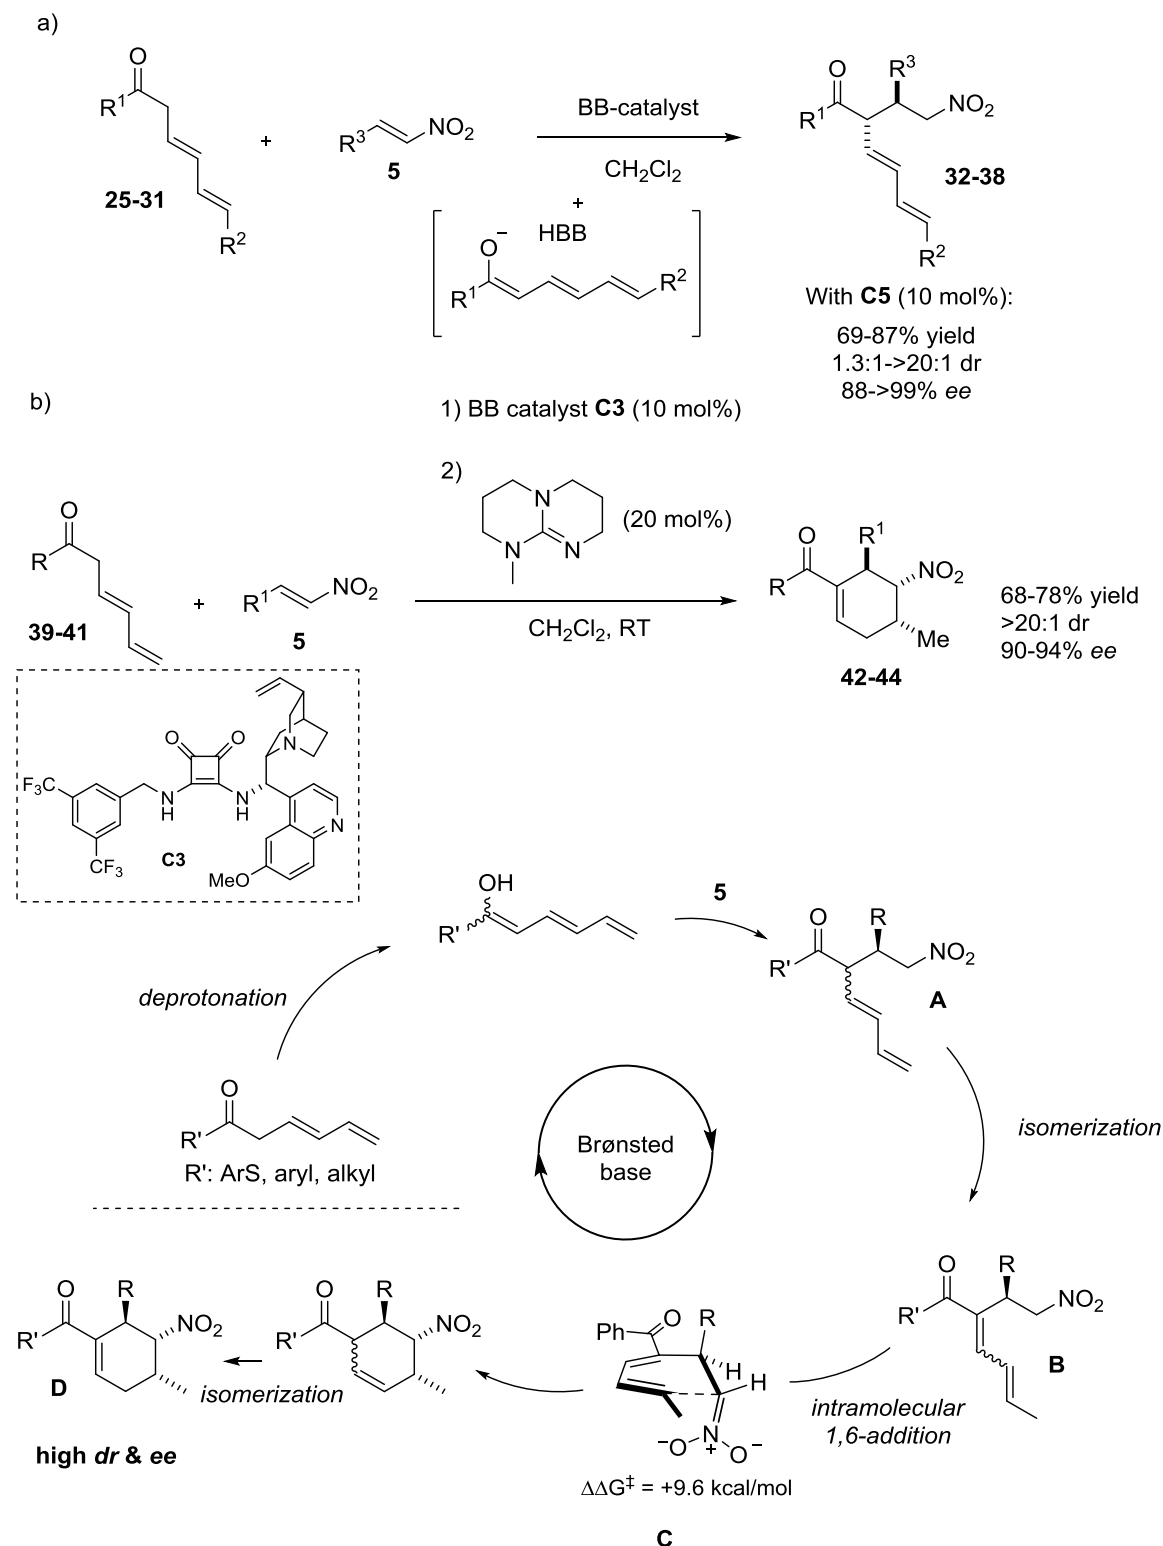 a)
O
R1
25-31
R2
+
R3
NO2
5
BB-catalyst
CH2Cl2
+
HBB
O−
R1
R2
O
R3
R1
NO2
32-38
R2
With C5 (10 mol%):
69-87% yield
1.3:1->20:1 dr
88->99% ee
b)
1) BB catalyst C3 (10 mol%)
2)
N
N
N
(20 mol%)
O
R
39-41
+
R1
NO2
5
CH2Cl2, RT
O
R1
R
NO2
Me
42-44
68-78% yield
>20:1 dr
90-94% ee
O
O
N
F3C
N
H
N
H
N
CF3
C3
MeO
OH
R'
5
O
R
R'
NO2
A
deprotonation
O
R'
R': ArS, aryl, alkyl
Brønsted
base
isomerization
O
R
R'
NO2
B
intramolecular
1,6-addition
Ph
O
R
H
H
N
+
−O
O−
ΔΔG‡ = +9.6 kcal/mol
C
O
R
R'
NO2
isomerization
O
R
R'
NO2
D
high dr & ee